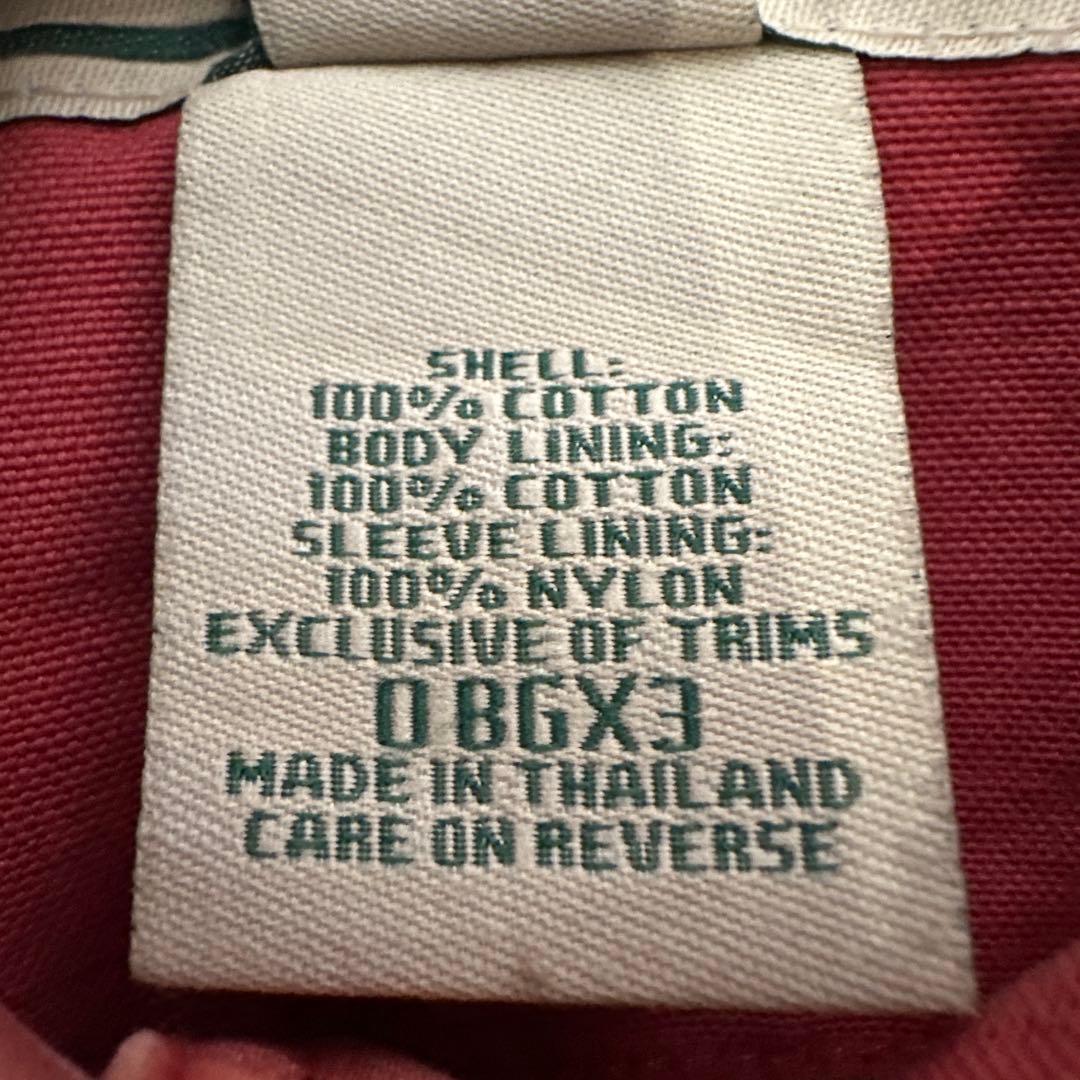 SHELL:
100% COTTON
BODY LINING:
100% COTTON
SLEEVE LINING:
100% NYLON
EXCLUSIVE OF TRIMS
0 BGX3
MADE IN THAILAND
CARE ON REVERSE